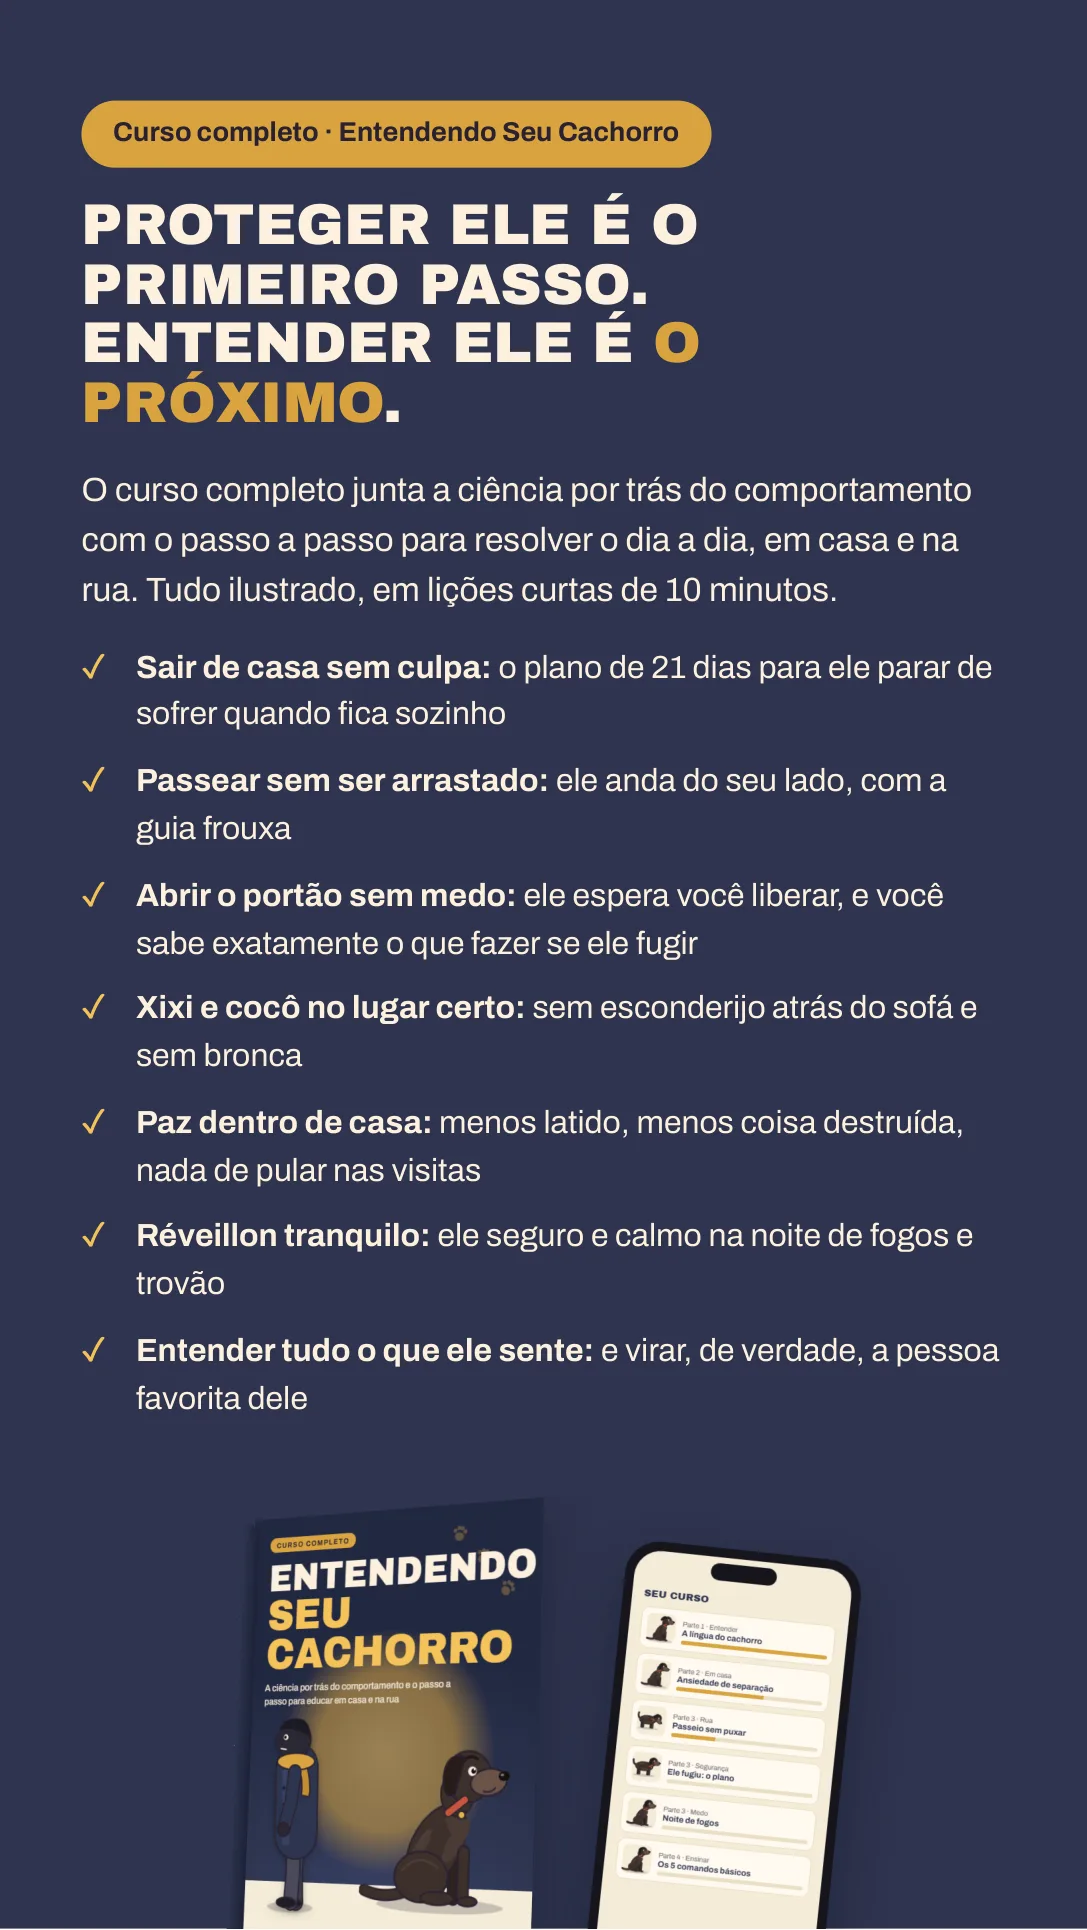 Curso completo · Entendendo Seu Cachorro
PROTEGER ELE É O
PRIMEIRO PASSO.
ENTENDER ELE É O
PRÓXIMO.
O curso completo junta a ciência por trás do comportamento
com o passo a passo para resolver o dia a dia, em casa e na
rua. Tudo ilustrado, em lições curtas de 10 minutos.
✓ Sair de casa sem culpa: o plano de 21 dias para ele parar de
sofrer quando fica sozinho
✓ Passear sem ser arrastado: ele anda do seu lado, com a
guia frouxa
✓ Abrir o portão sem medo: ele espera você liberar, e você
sabe exatamente o que fazer se ele fugir
✓ Xixi e cocô no lugar certo: sem esconderijo atrás do sofá e
sem bronca
✓ Paz dentro de casa: menos latido, menos coisa destruída,
nada de pular nas visitas
✓ Réveillon tranquilo: ele seguro e calmo na noite de fogos e
trovão
✓ Entender tudo o que ele sente: e virar, de verdade, a pessoa
favorita dele
CURSO COMPLETO
ENTENDENDO
SEU
CACHORRO
A ciência por trás do comportamento e o passo a
passo para educar em casa e na rua
SEU CURSO
Parte 1 · Entender
A língua do cachorro
Parte 2 · Em casa
Ansiedade de separação
Parte 3 · Rua
Passeio sem puxar
Parte 3 · Segurança
Ele fugiu: o plano
Parte 3 · Medo
Noite de fogos
Parte 4 · Ensinar
Os 5 comandos básicos